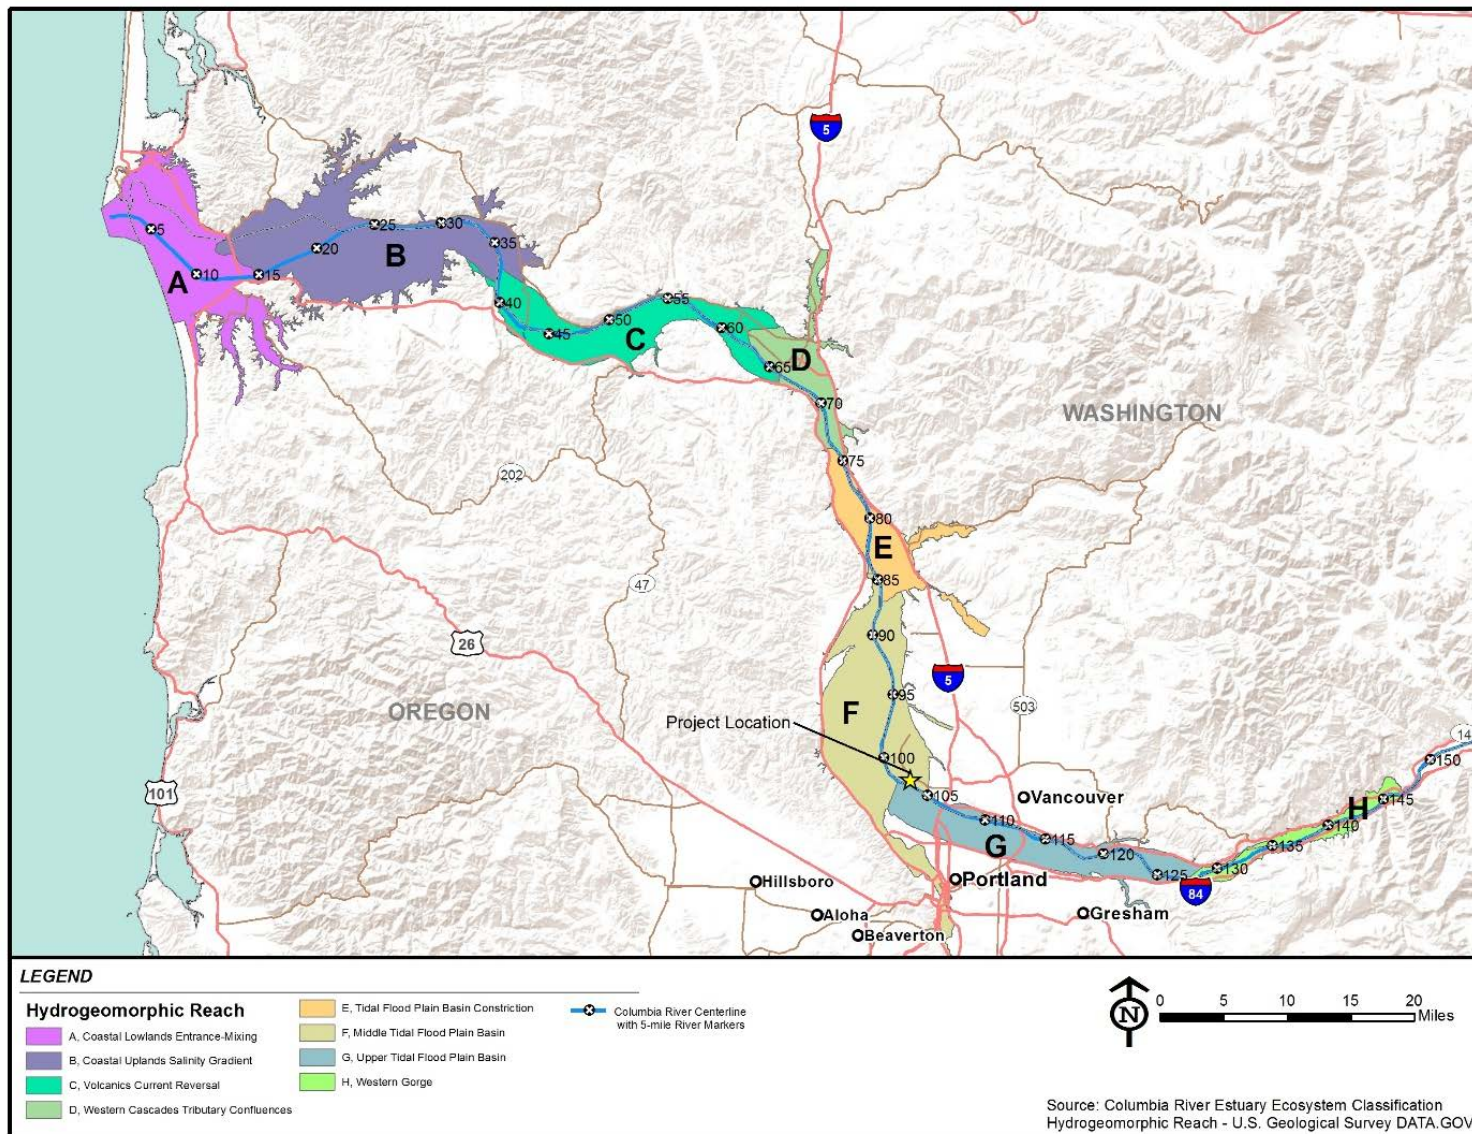 5
5
10
15
20
25
30
35
40
45
50
55
60
65
70
75
80
85
90
95
100
105
110
115
120
125
130
135
140
145
150
A
B
C
D
E
F
G
H
WASHINGTON
OREGON
202
47
26
101
5
503
14
84
Project Location
Vancouver
Portland
Hillsboro
Aloha
Beaverton
Gresham
LEGEND
Hydrogeomorphic Reach
A, Coastal Lowlands Entrance-Mixing
B, Coastal Uplands Salinity Gradient
C, Volcanics Current Reversal
D, Western Cascades Tributary Confluences
E, Tidal Flood Plain Basin Constriction
F, Middle Tidal Flood Plain Basin
G, Upper Tidal Flood Plain Basin
H, Western Gorge
Columbia River Centerline
with 5-mile River Markers
N
0 5 10 15 20
Miles
Source: Columbia River Estuary Ecosystem Classification
Hydrogeomorphic Reach - U.S. Geological Survey DATA.GOV